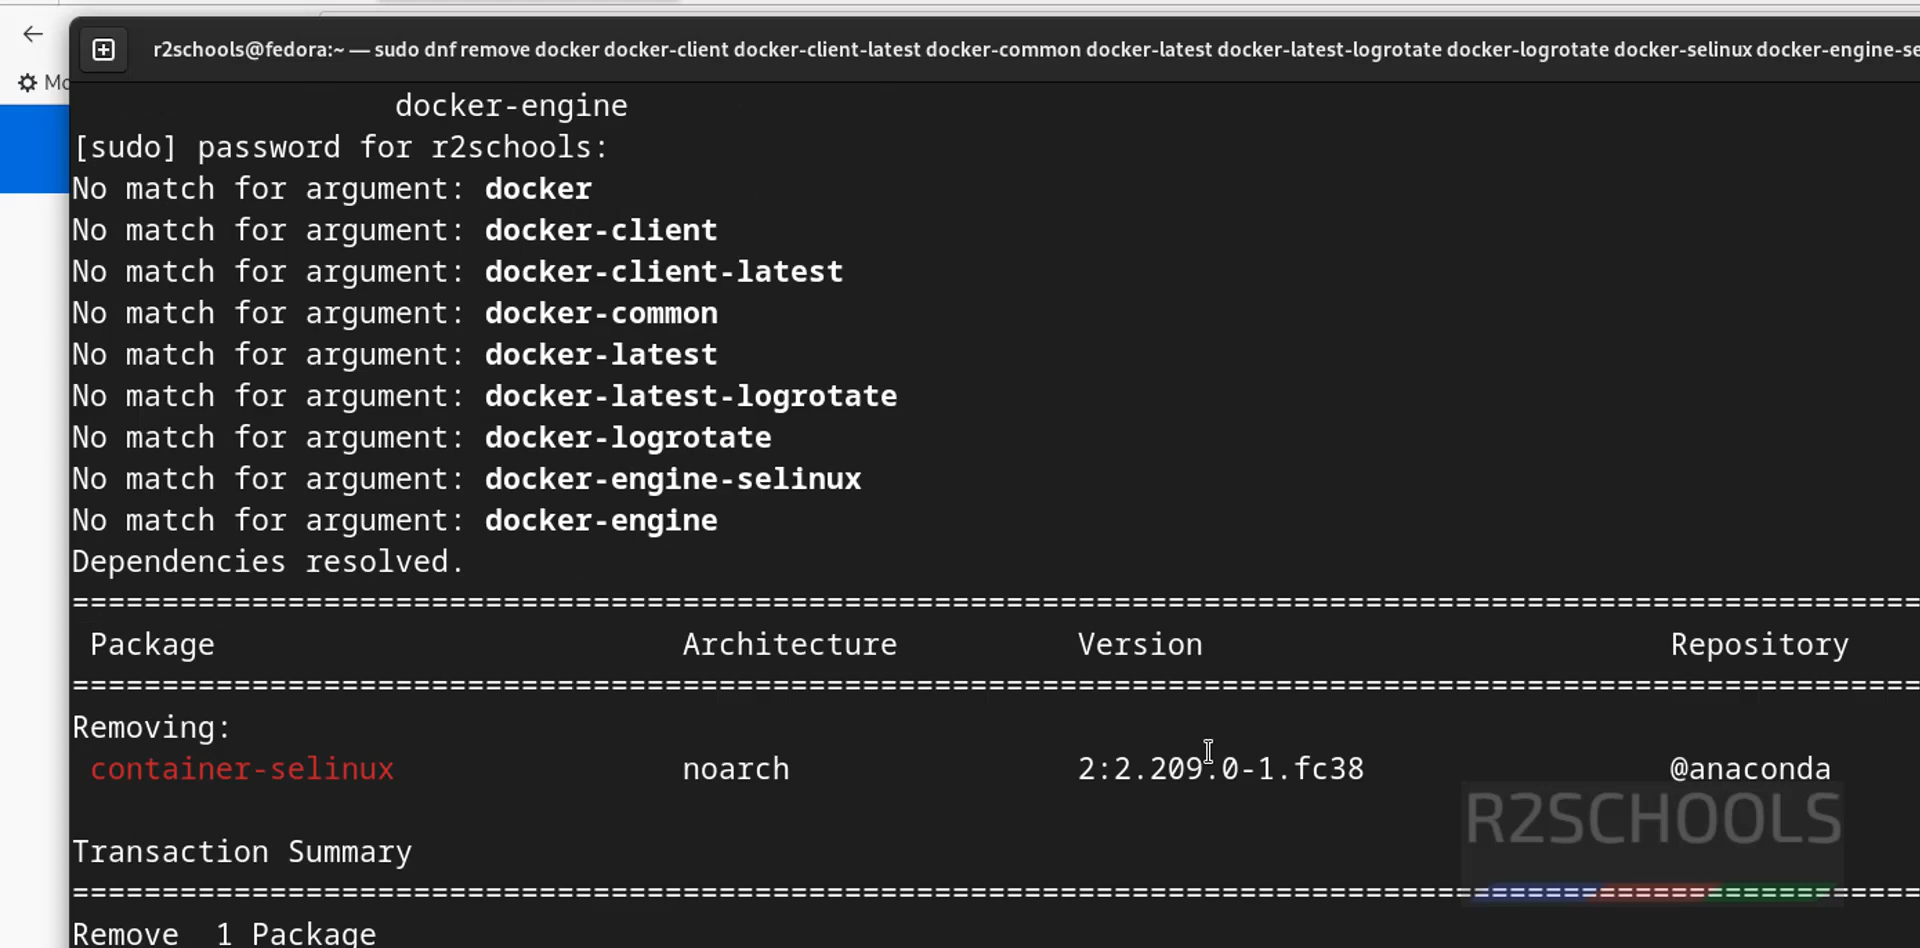 r2schools@fedora:~ — sudo dnf remove docker docker-client docker-client-latest docker-common docker-latest docker-latest-logrotate docker-logrotate docker-selinux docker-engine-se
Mo
docker-engine
[sudo] password for r2schools:
No match for argument: docker
No match for argument: docker-client
No match for argument: docker-client-latest
No match for argument: docker-common
No match for argument: docker-latest
No match for argument: docker-latest-logrotate
No match for argument: docker-logrotate
No match for argument: docker-engine-selinux
No match for argument: docker-engine
Dependencies resolved.
Package Architecture Version Repository
Removing:
container-selinux noarch 2:2.209.0-1.fc38 @anaconda
R2SCHOOLS
Transaction Summary
Remove 1 Package